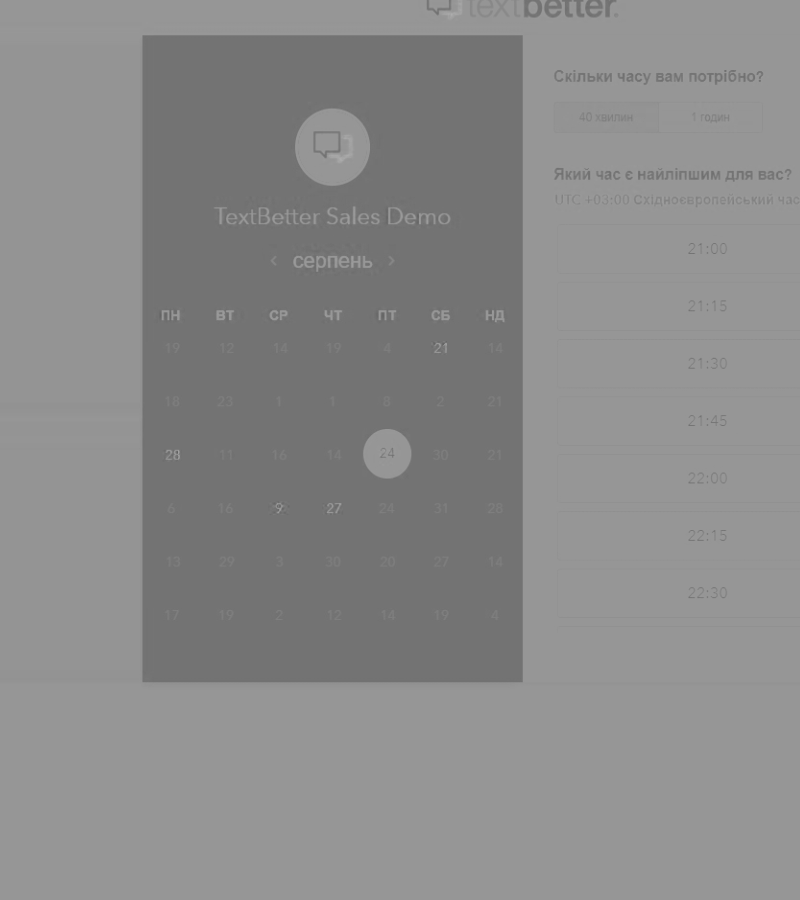 textbetter.
TextBetter Sales Demo
‹ серпень ›
ПН ВТ СР ЧТ ПТ СБ НД
19 12 14 19 4 21 14
18 23 1 1 8 2 21
28 11 16 14 24 30 21
6 16 9 27 24 31 28
13 29 3 30 20 27 14
17 19 2 12 14 19 4
Скільки часу вам потрібно?
40 хвилин 1 годин
Який час є найліпшим для вас?
UTC +03:00 Східноєвропейський час
21:00
21:15
21:30
21:45
22:00
22:15
22:30